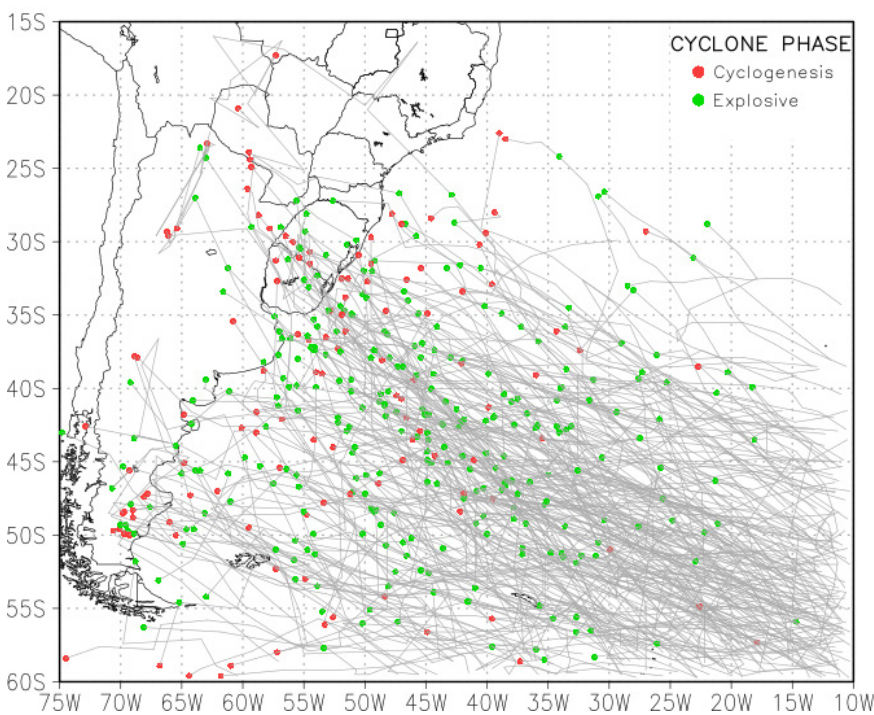 15S
CYCLONE PHASE
Cyclogenesis
20S
Explosive
25S
30S
35S
40S
45S
50S
55S
60S
75W 70W 65W 60W 55W 50W 45W 40W 35W 30W 25W 20W 15W 10W